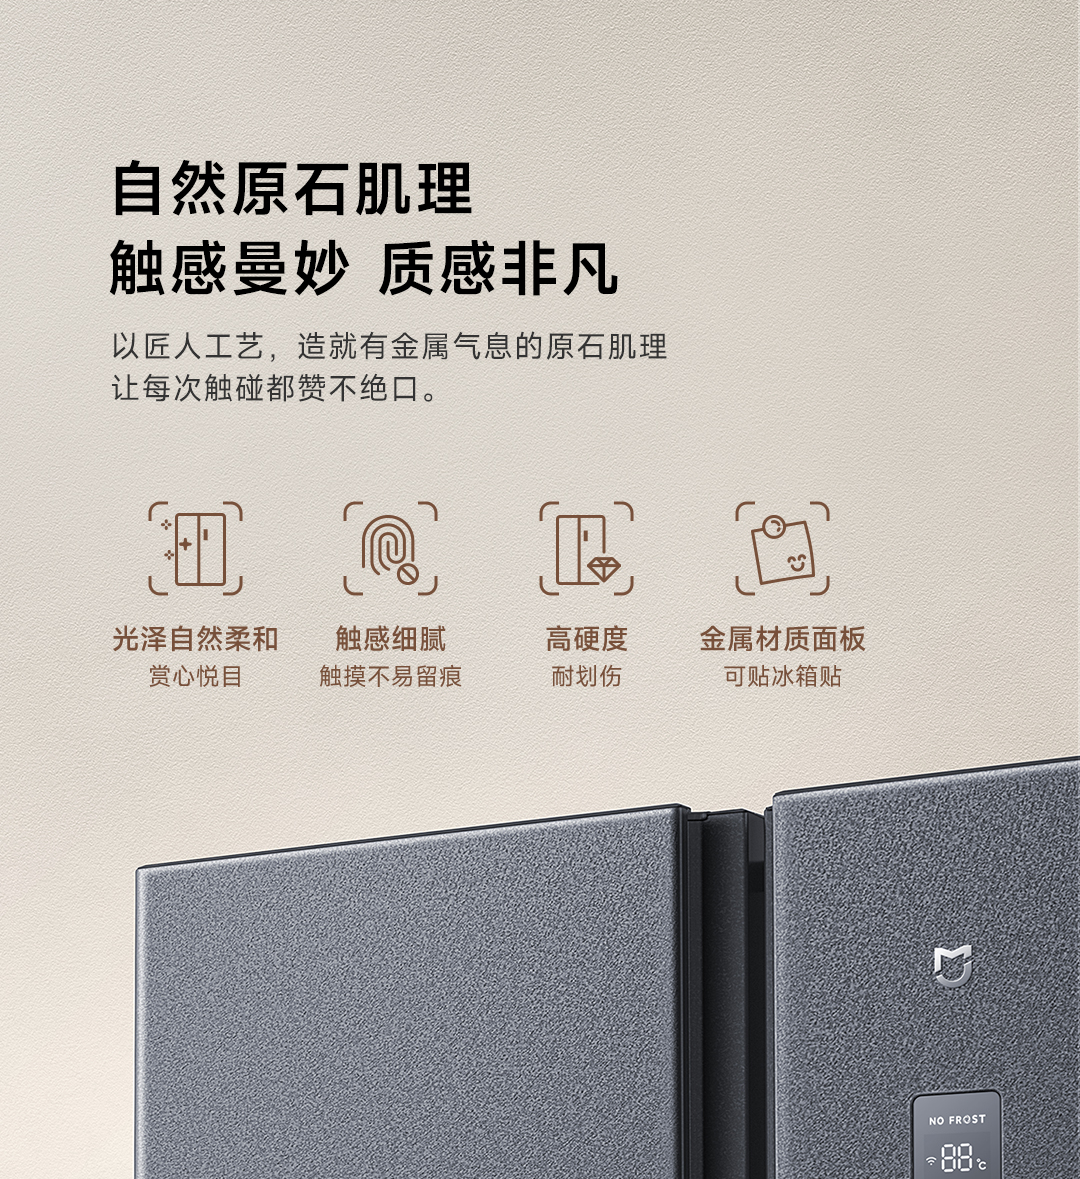 自然原石肌理
触感曼妙 质感非凡
以匠人工艺，造就有金属气息的原石肌理
让每次触碰都赞不绝口。
光泽自然柔和
赏心悦目
触感细腻
触摸不易留痕
高硬度
耐划伤
金属材质面板
可贴冰箱贴
NO FROST
88℃